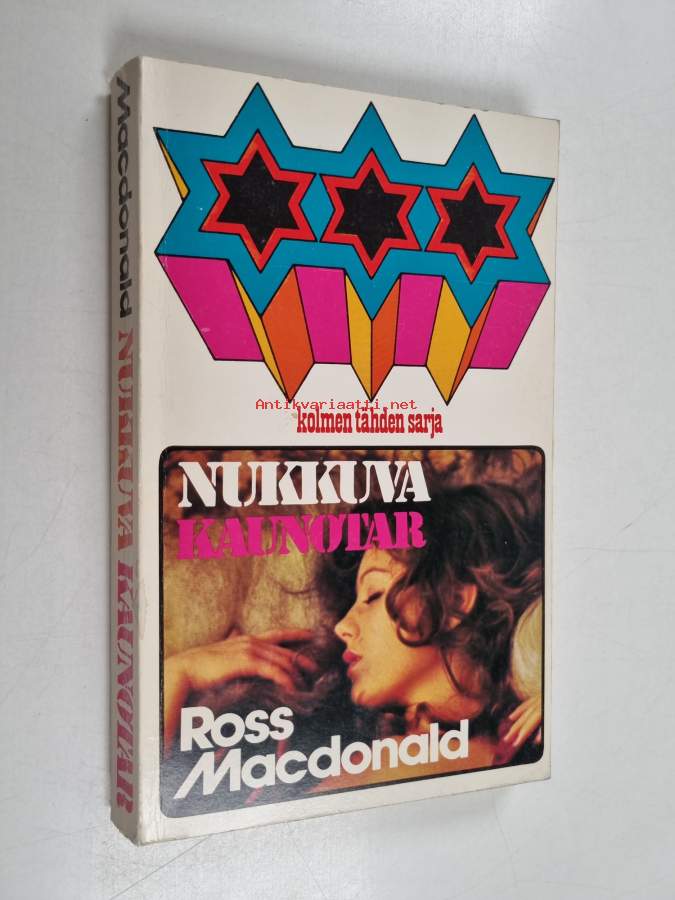 Macdonald NUKKUVA KAUNOTAR
Antikvariaatti.net
kolmen tähden sarja
NUKKUVA
KAUNOTAR
Ross
Macdonald